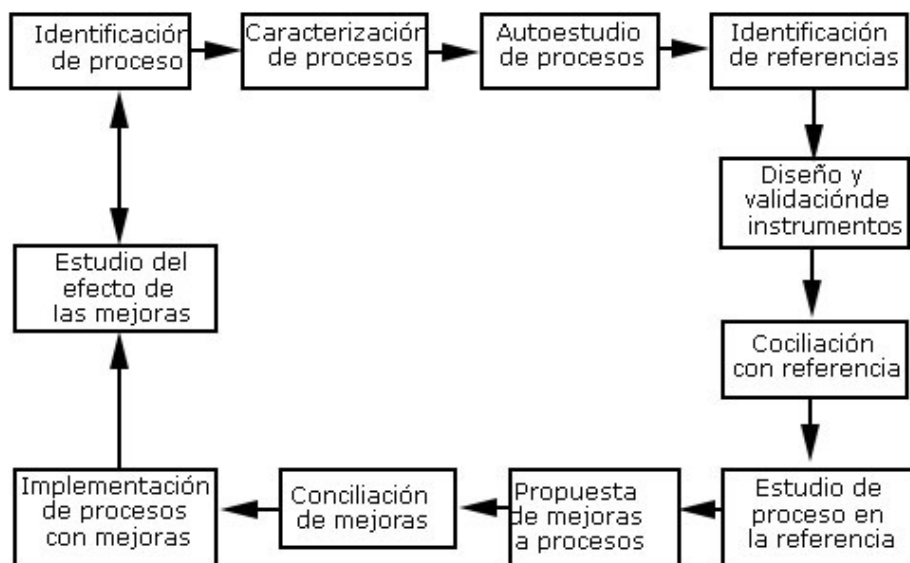 Identificación
de proceso
Caracterización
de procesos
Autoestudio
de procesos
Identificación
de referencias
Diseño y
validaciónde
instrumentos
Cociliación
con referencia
Estudio de
proceso en
la referencia
Propuesta
de mejoras
a procesos
Conciliación
de mejoras
Implementación
de procesos
con mejoras
Estudio del
efecto de
las mejoras